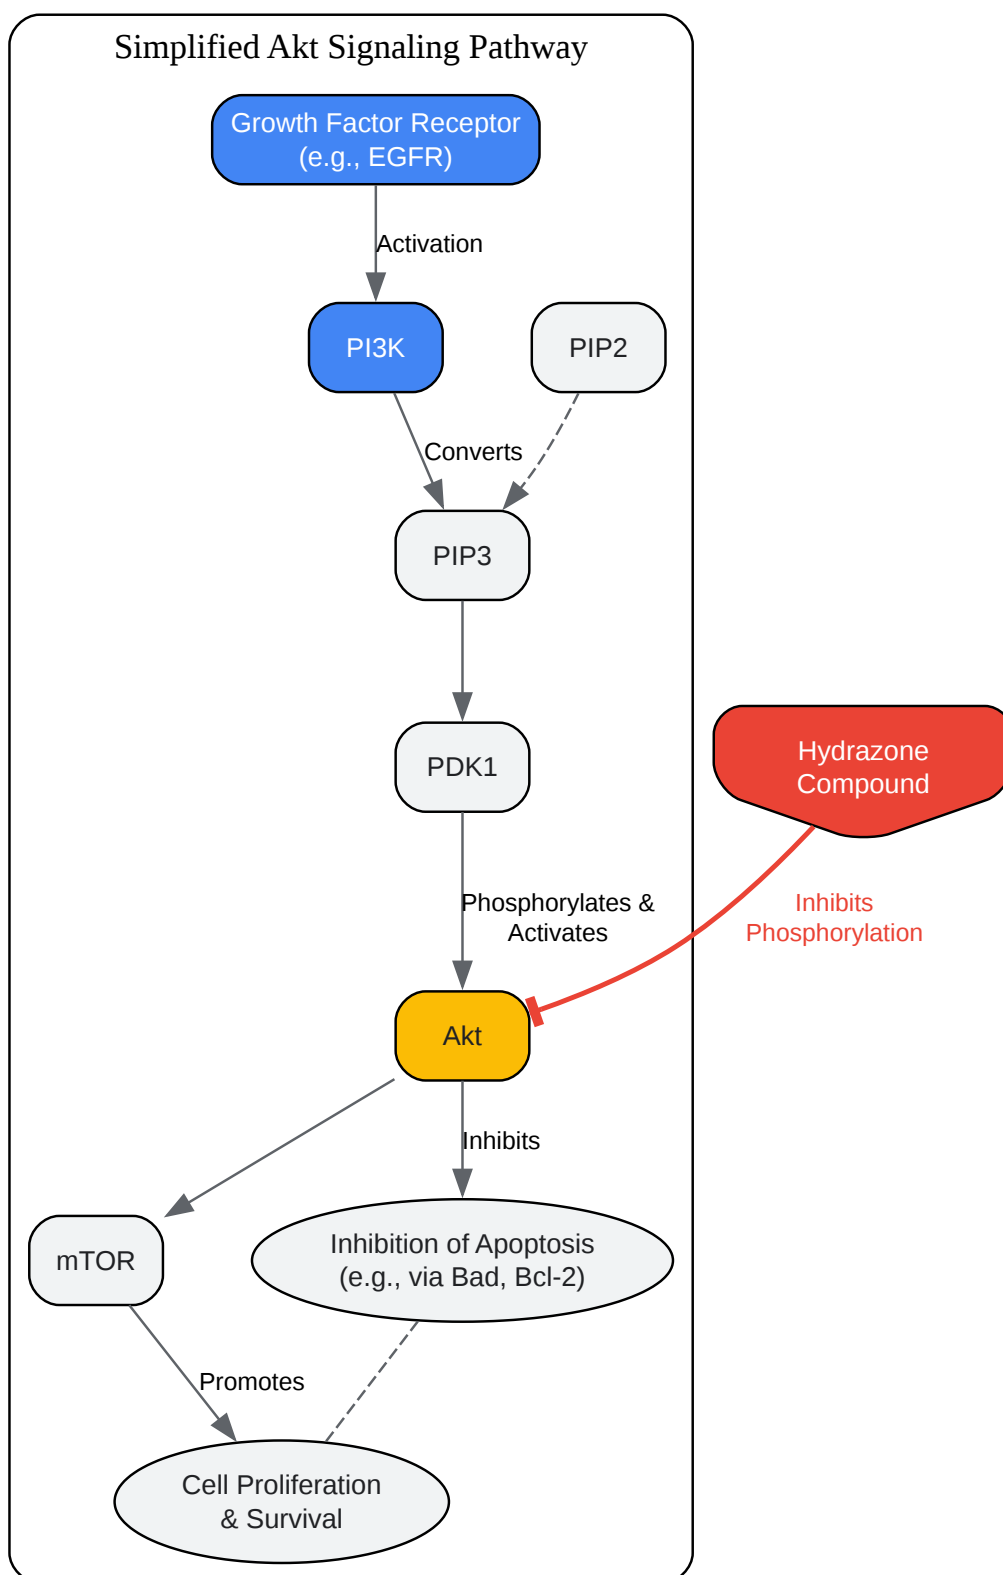 Simplified Akt Signaling Pathway
Growth Factor Receptor
(e.g., EGFR)
Activation
PI3K
PIP2
Converts
PIP3
PDK1
Hydrazone
Compound
Phosphorylates &
Activates
Inhibits
Phosphorylation
Akt
Inhibits
mTOR
Inhibition of Apoptosis
(e.g., via Bad, Bcl-2)
Promotes
Cell Proliferation
& Survival